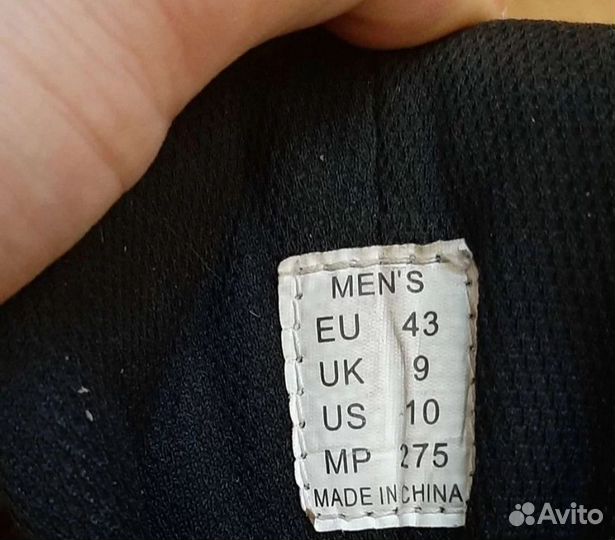 MEN'S
EU 43
UK 9
US 10
MP 275
MADE IN CHINA
Avito